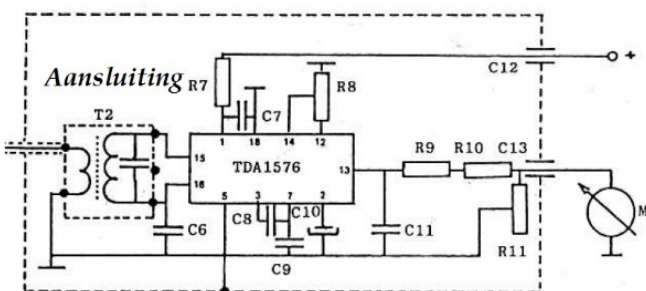 +
C12
Aansluiting R7 R8
C7
T2
1 18 14 12
15 TDA1576 13 R9 R10 C13
16
5 3 7 2
M
C8 C10
C6 C11 R11
C9